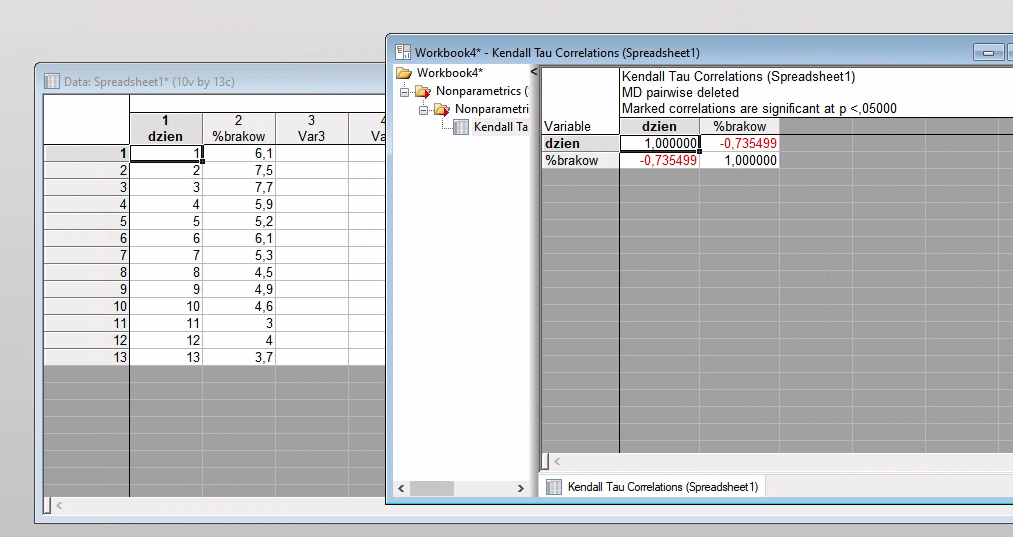 Data: Spreadsheet1* (10v by 13c)
1 2 3 4
dzien %brakow Var3 Va
1 1 6,1
2 2 7,5
3 3 7,7
4 4 5,9
5 5 5,2
6 6 6,1
7 7 5,3
8 8 4,5
9 9 4,9
10 10 4,6
11 11 3
12 12 4
13 13 3,7
Workbook4* - Kendall Tau Correlations (Spreadsheet1)
Workbook4*
Nonparametrics (
Nonparametri
Kendall Ta
Kendall Tau Correlations (Spreadsheet1)
MD pairwise deleted
Marked correlations are significant at p <,05000
Variable dzien %brakow
dzien 1,000000 -0,735499
%brakow -0,735499 1,000000
Kendall Tau Correlations (Spreadsheet1)